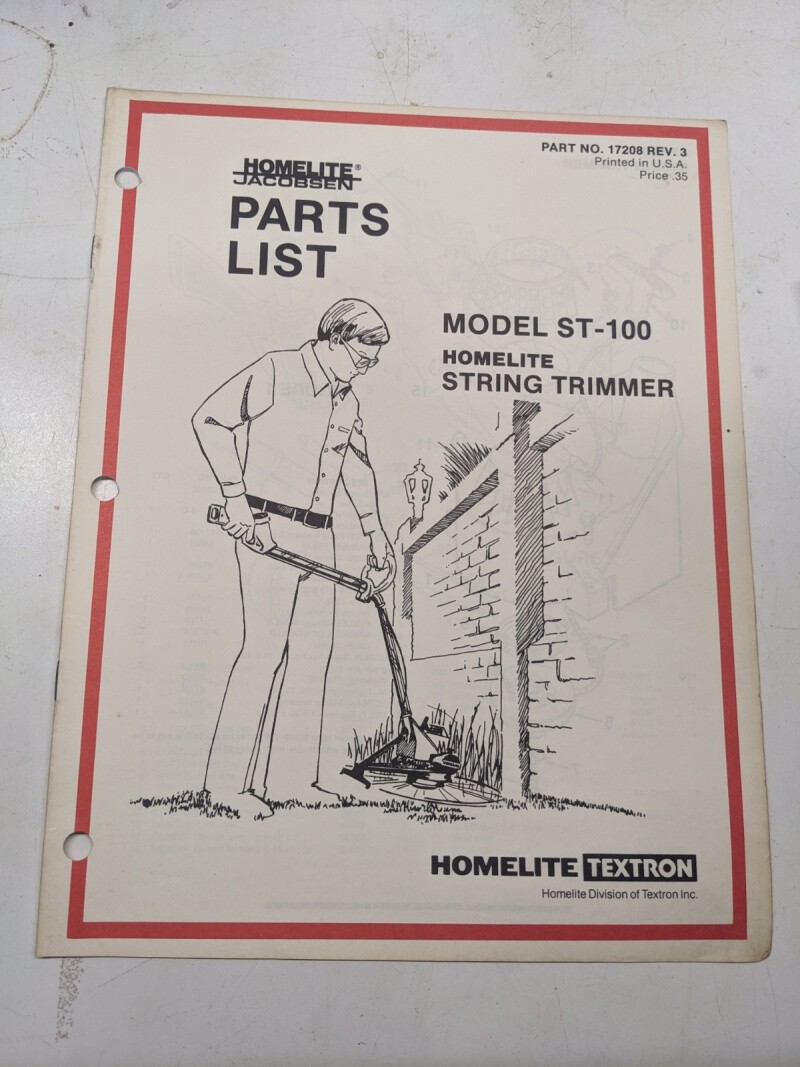 PART NO. 17208 REV. 3
Printed in U.S.A.
Price .35
HOMELITE®
JACOBSEN
PARTS
LIST
MODEL ST-100
HOMELITE
STRING TRIMMER
HOMELITE TEXTRON
Homelite Division of Textron Inc.